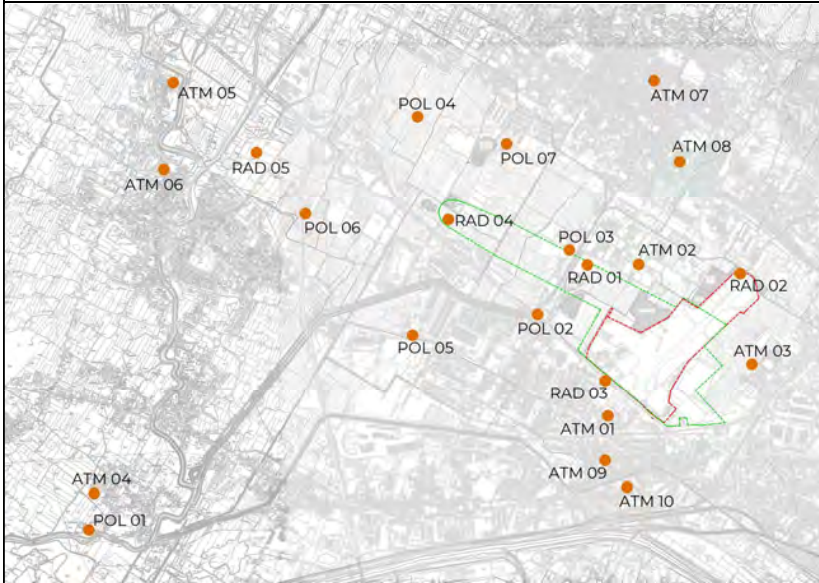 ATM 05
ATM 07
POL 04
POL 07
RAD 05
ATM 08
ATM 06
POL 06
RAD 04
POL 03
ATM 02
RAD 01
RAD 02
POL 02
POL 05
ATM 03
RAD 03
ATM 01
ATM 09
ATM 04
ATM 10
POL 01